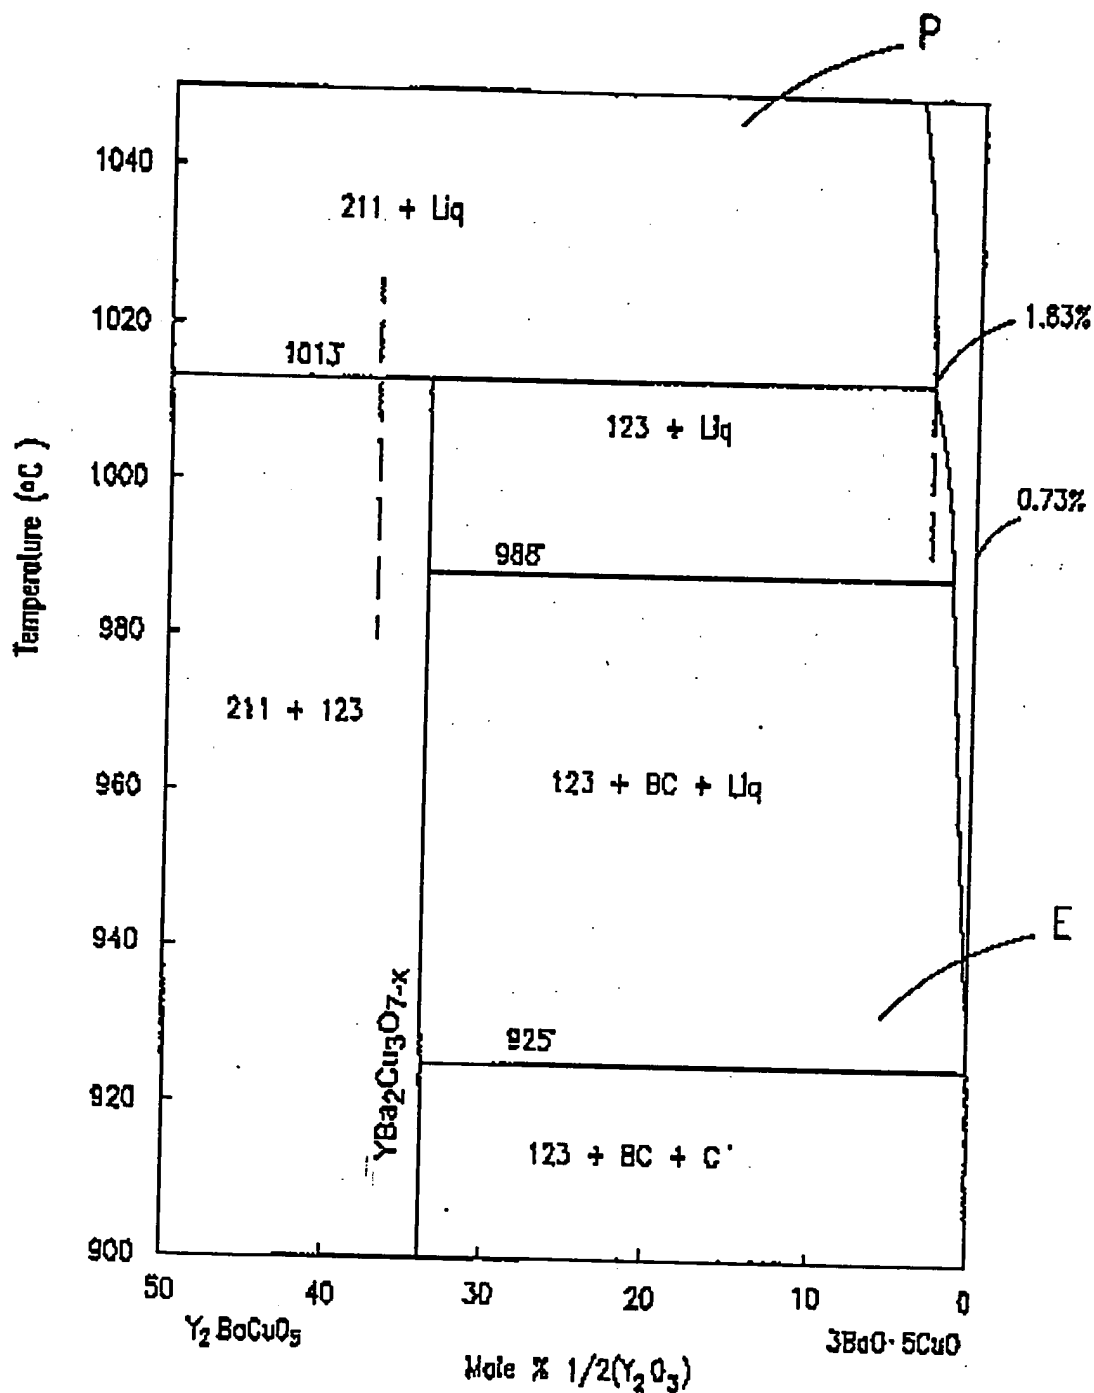 P
1040
211 + Liq
1020
1.83%
1013
123 + Liq
1000
0.73%
988
980
211 + 123
960
123 + BC + Liq
940
E
925
920
123 + BC + C
900
Temperature (ºC)
YBa₂Cu₃O₇₋ₓ
50 40 30 20 10 0
Y₂BaCuO₅
3BaO·5CuO
Mole % 1/2(Y₂O₃)